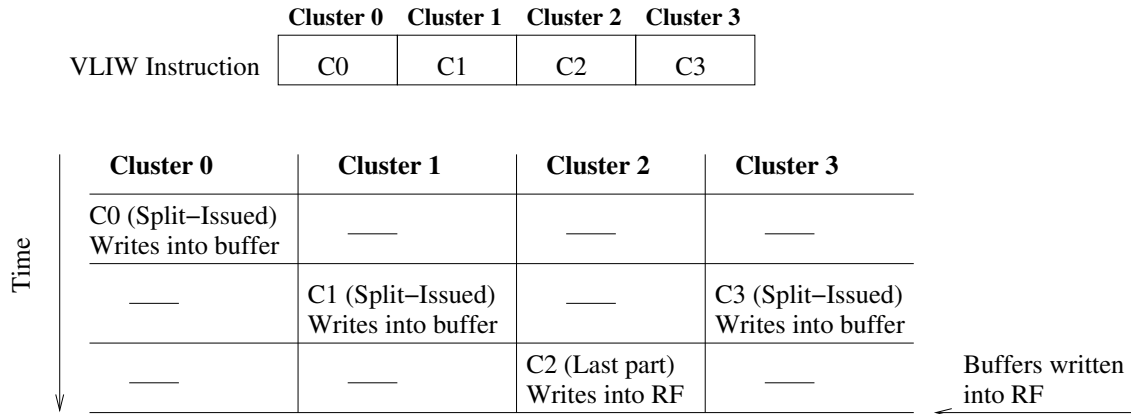 Cluster 0 Cluster 1 Cluster 2 Cluster 3
VLIW Instruction C0 C1 C2 C3
Time
Cluster 0 Cluster 1 Cluster 2 Cluster 3
C0 (Split−Issued)
Writes into buffer
C1 (Split−Issued) C3 (Split−Issued)
Writes into buffer Writes into buffer
C2 (Last part) Buffers written
Writes into RF into RF